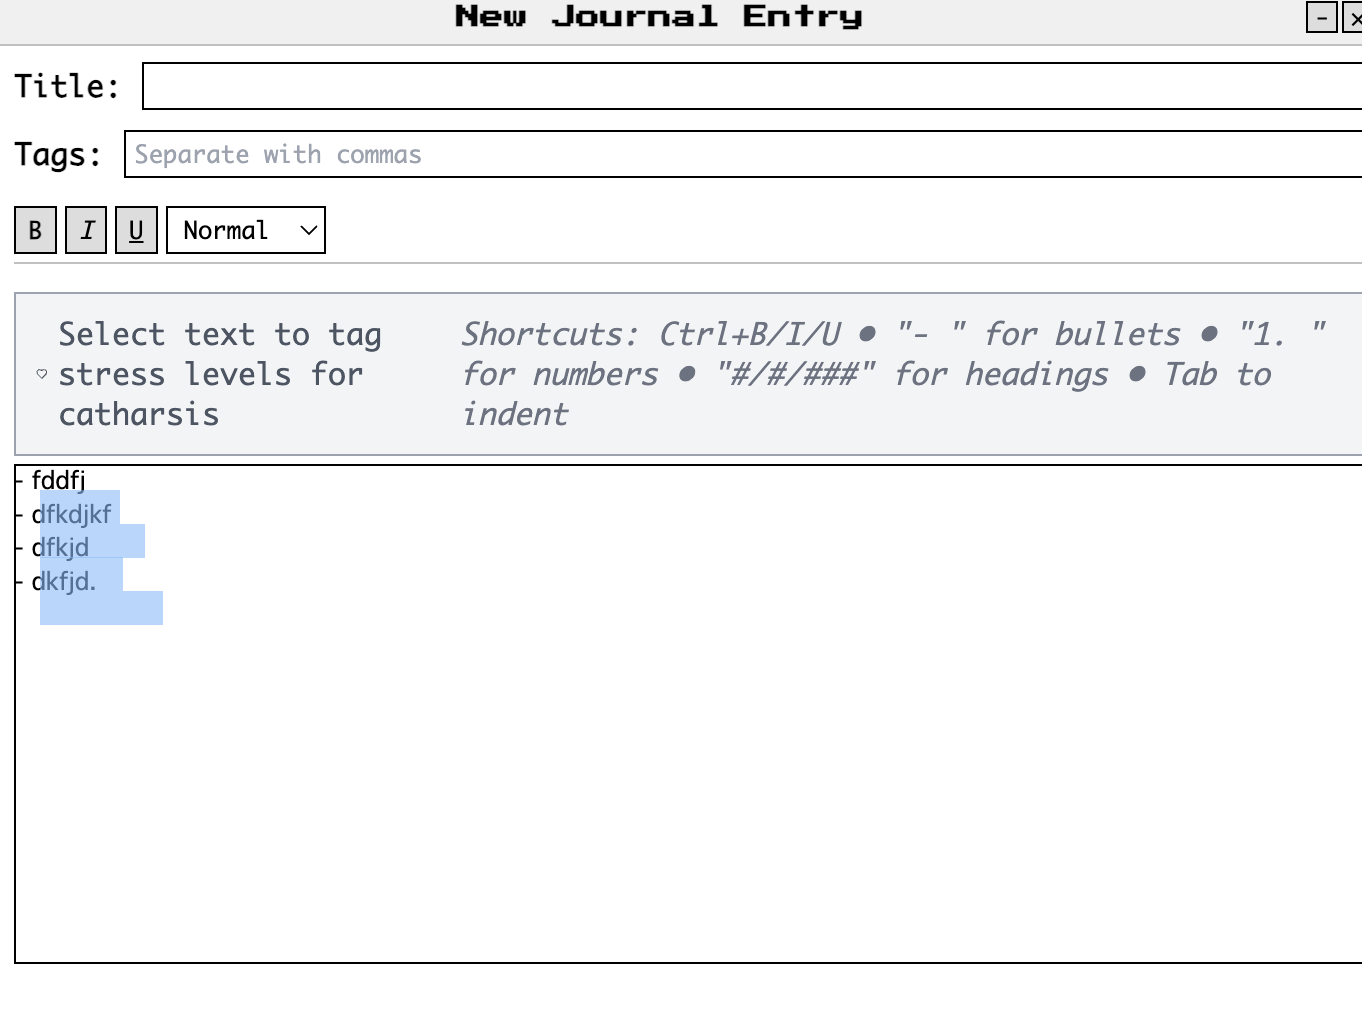 New Journal Entry
-
×
Title:
Tags: Separate with commas
B I U Normal
Select text to tag
stress levels for
catharsis
Shortcuts: Ctrl+B/I/U ● "- " for bullets ● "1. "
for numbers ● "#/#/###" for headings ● Tab to
indent
- fddfj
- dfkdjkf
- dfkjd
- dkfjd.